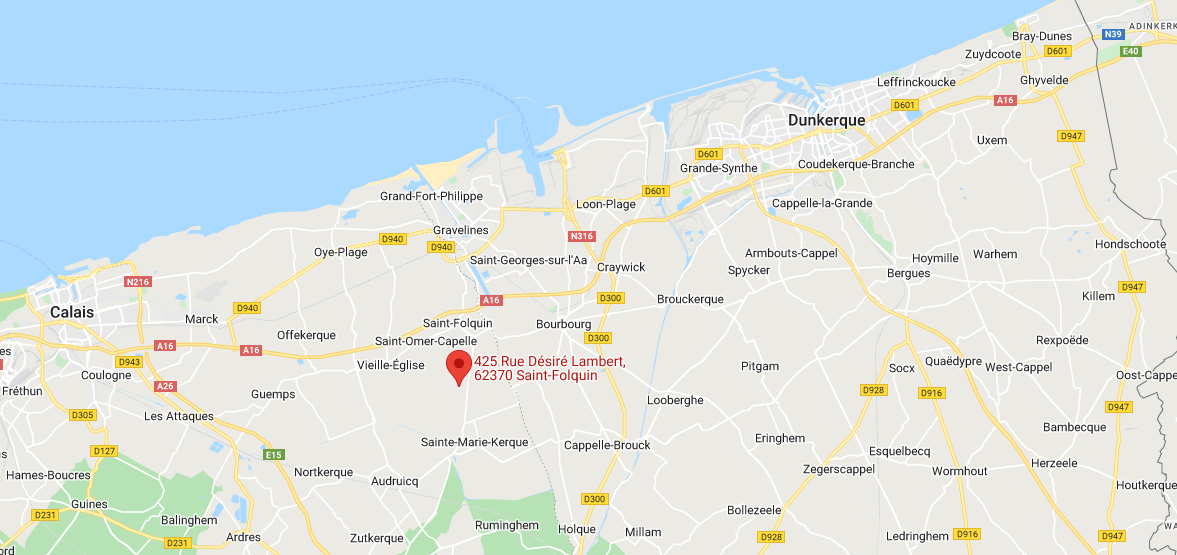 Bray-Dunes
N39
ADINKERK
Zuydcoote
D601
E40
Leffrinckoucke
Ghyvelde
D601
A16
Dunkerque
D947
Uxem
D601
Grande-Synthe
Coudekerque-Branche
Grand-Fort-Philippe
D601
Loon-Plage
Cappelle-la-Grande
Gravelines
N316
D940
D940
Oye-Plage
Hondschoote
Saint-Georges-sur-l'Aa
Craywick
Armbouts-Cappel
Warhem
Hoymille
Spycker
Bergues
N216
D947
A16
D300
Brouckerque
Killem
D940
Calais
Marck
Saint-Folquin
Bourbourg
Offekerque
Saint-Omer-Capelle
D300
Rexpoëde
A16
A16
D943
Vieille-Église
425 Rue Désiré Lambert,
62370 Saint-Folquin
Pitgam
Quaëdypre
Socx
West-Cappel
Coulogne
Oost-Cappe
A26
Fréthun
Guemps
D928
D916
Looberghe
D947
D305
Les Attaques
Bambecque
Sainte-Marie-Kerque
Cappelle-Brouck
Eringhem
D127
E15
Esquelbecq
Hames-Boucres
Nortkerque
Zegerscappel
Wormhout
Herzeele
Audruicq
Houtkerque
D300
Guines
D231
Balinghem
Bollezeele
Ruminghem
Holque
Millam
Ardres
Zutkerque
D231
D928
Ledringhem
D916
D947